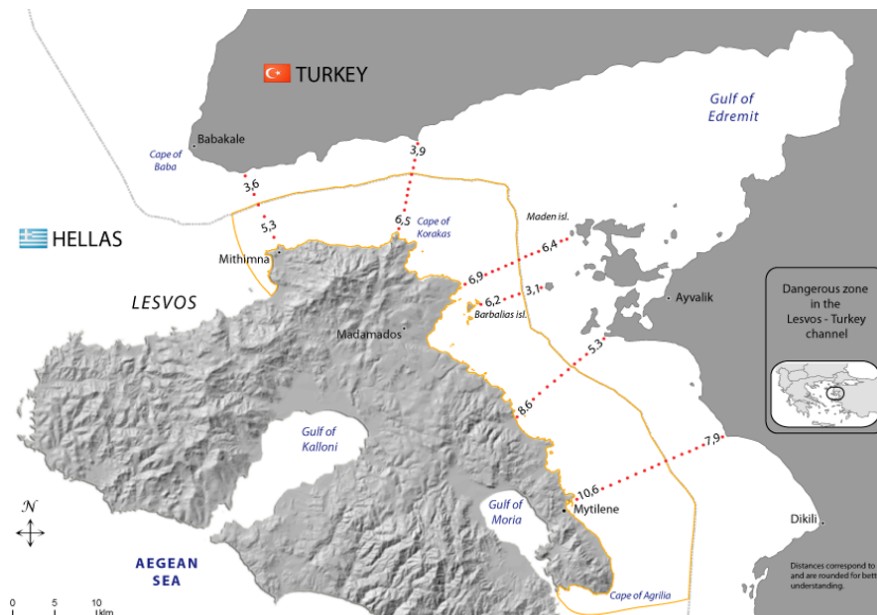 TURKEY
Gulf of
Edremit
Babakale
Cape of
Baba
3,9
3,6
HELLAS
5,3
6,5
Cape of
Korakas
Maden isl.
Mithimna
6,4
6,9
LESVOS
6,2
3,1
Barbalias isl.
Ayvalik
Madamados
5,3
Dangerous zone
in the
Lesvos - Turkey
channel
8,6
Gulf of
Kalloni
7,9
10,6
Mytilene
Gulf of
Moria
Dikili
N
AEGEAN
SEA
Cape of Agrilia
Distances correspond to
and are rounded for bett
understanding.
0 5 10
km